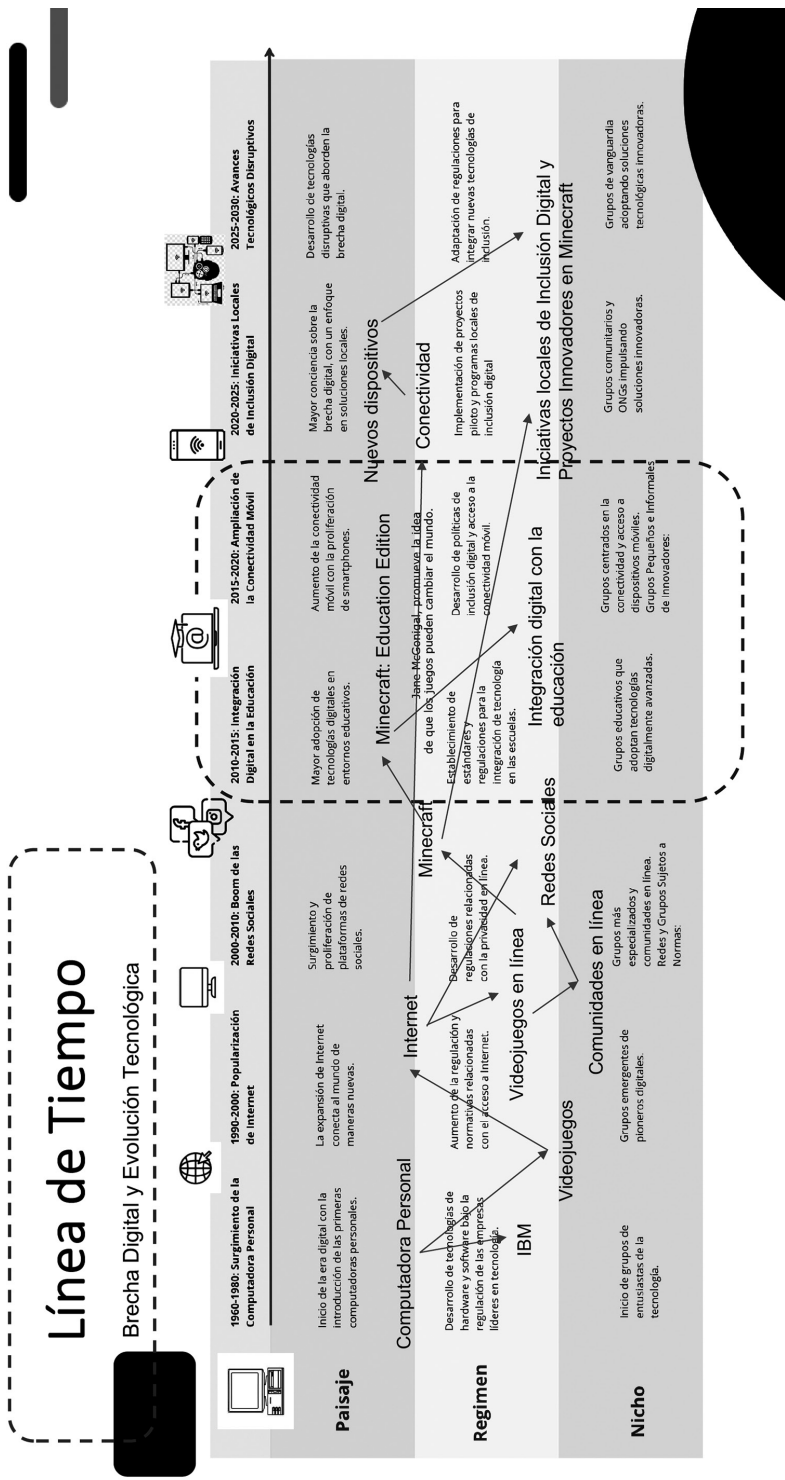 Línea de Tiempo
Brecha Digital y Evolución Tecnológica
1960-1980: Surgimiento de la
Computadora Personal
1990-2000: Popularización
de Internet
2000-2010: Boom de las
Redes Sociales
2010-2015: Integración
Digital en la Educación
2015-2020: Ampliación de
la Conectividad Móvil
2020-2025: Iniciativas Locales
de Inclusión Digital
2025-2030: Avances
Tecnológicos Disruptivos
Paisaje
Inicio de la era digital con la
introducción de las primeras
computadoras personales.
La expansión de Internet
conecta al mundo de
maneras nuevas.
Surgimiento y
proliferación de
plataformas de redes
sociales.
Mayor adopción de
tecnologías digitales en
entornos educativos.
Aumento de la conectividad
móvil con la proliferación
de smartphones.
Mayor conciencia sobre la
brecha digital, con un enfoque
en soluciones locales.
Desarrollo de tecnologías
disruptivas que aborden la
brecha digital.
Minecraft: Education Edition
Nuevos dispositivos
Computadora Personal
Internet
Minecraft
Jane McGonigal, promueve la idea
de que los juegos pueden cambiar el mundo.
Conectividad
Regimen
Desarrollo de tecnologías de
hardware y software bajo la
regulación de las empresas
líderes en tecnología.
Aumento de la regulación y
normativas relacionadas
con el acceso a Internet.
Desarrollo de
regulaciones relacionadas
con la privacidad en línea.
Establecimiento de
estándares y
regulaciones para la
integración de tecnología
en las escuelas.
Desarrollo de políticas de
inclusión digital y acceso a la
conectividad móvil.
Implementación de proyectos
piloto y programas locales de
inclusión digital
Adaptación de regulaciones para
integrar nuevas tecnologías de
inclusión.
IBM
Videojuegos en línea
Videojuegos
Redes Sociales
Integración digital con la
educación
Iniciativas locales de Inclusión Digital y
Proyectos Innovadores en Minecraft
Comunidades en línea
Nicho
Inicio de grupos de
entusiastas de la
tecnología.
Grupos emergentes de
pioneros digitales.
Grupos más
especializados y
comunidades en línea.
Redes y Grupos Sujetos a
Normas:
Grupos educativos que
adoptan tecnologías
digitalmente avanzadas.
Grupos centrados en la
conectividad y acceso a
dispositivos móviles.
Grupos Pequeños e Informales
de Innovadores:
Grupos comunitarios y
ONGs impulsando
soluciones innovadoras.
Grupos de vanguardia
adoptando soluciones
tecnológicas innovadoras.